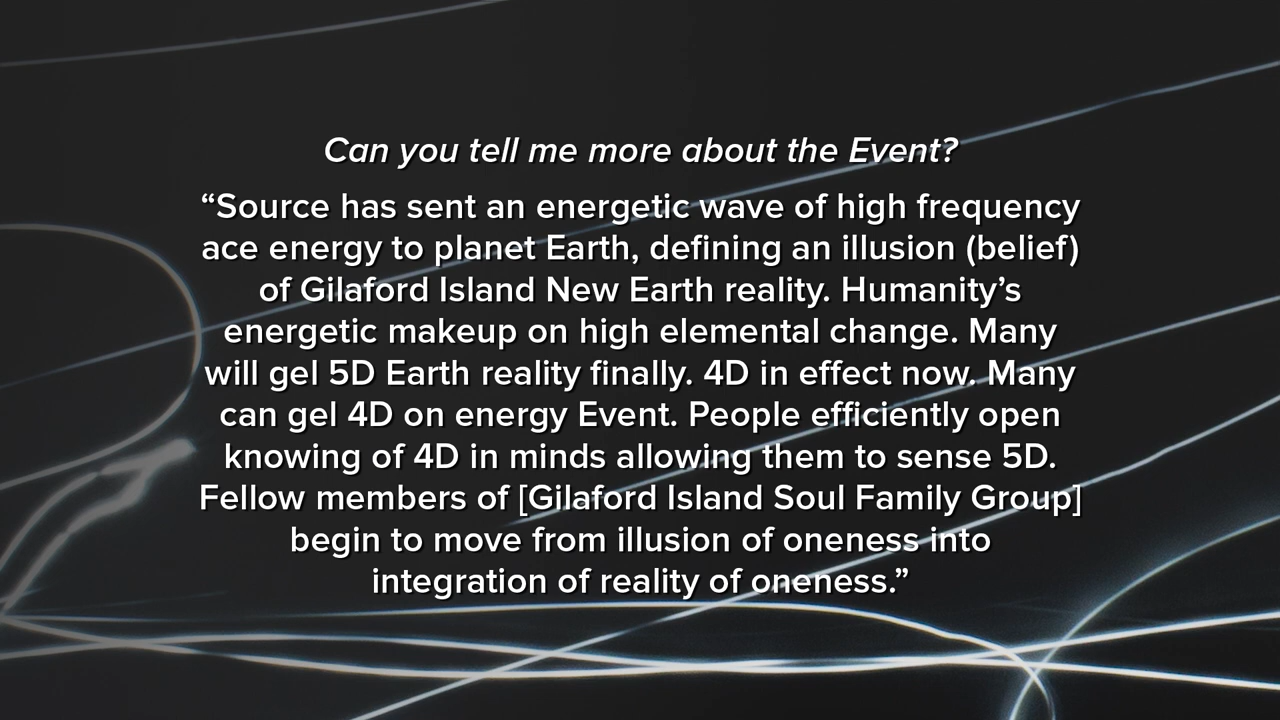 Can you tell me more about the Event?
“Source has sent an energetic wave of high frequency
ace energy to planet Earth, defining an illusion (belief)
of Gilaford Island New Earth reality. Humanity’s
energetic makeup on high elemental change. Many
will gel 5D Earth reality finally. 4D in effect now. Many
can gel 4D on energy Event. People efficiently open
knowing of 4D in minds allowing them to sense 5D.
Fellow members of [Gilaford Island Soul Family Group]
begin to move from illusion of oneness into
integration of reality of oneness.”